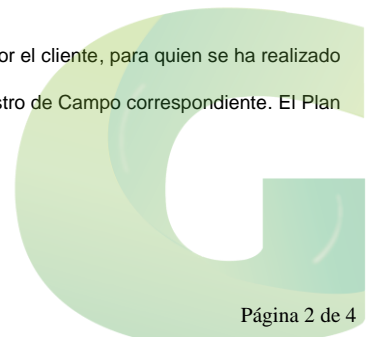 or el cliente, para quien se ha realizado
stro de Campo correspondiente. El Plan
Página 2 de 4